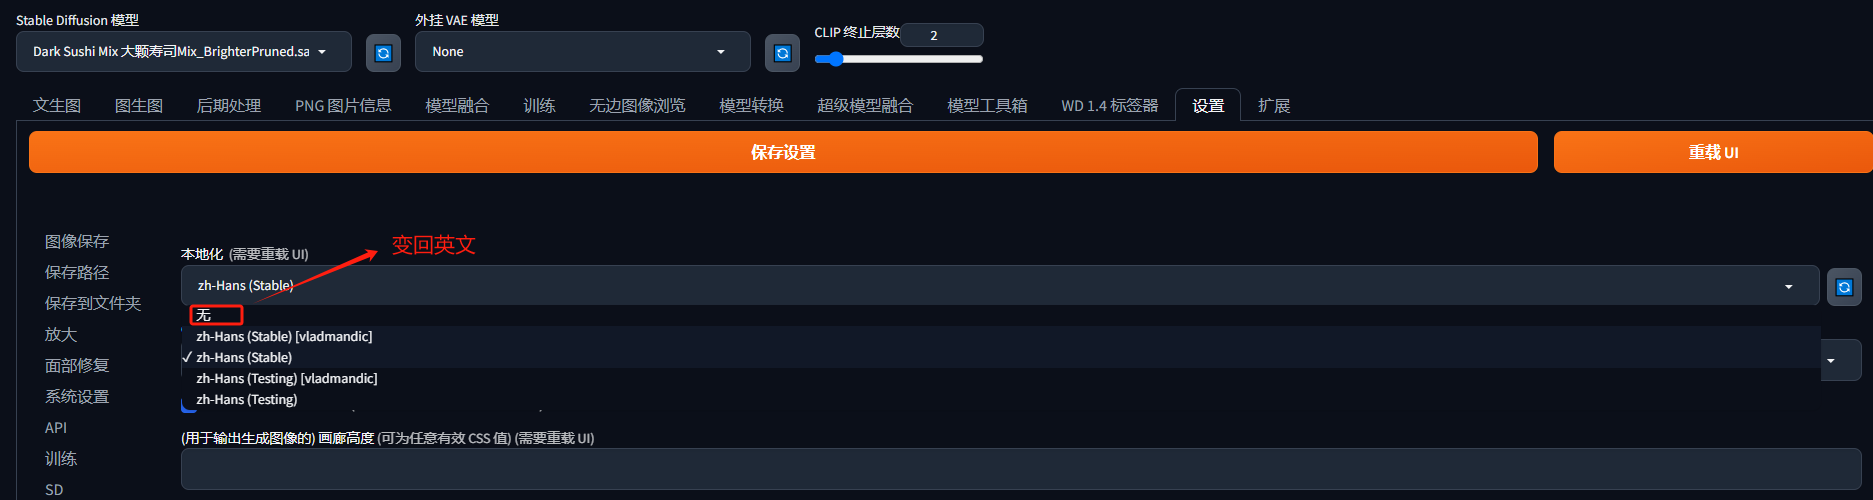 Stable Diffusion 模型
外挂 VAE 模型
CLIP 终止层数
2
Dark Sushi Mix 大颗寿司Mix_BrighterPruned.sa
None
文生图 图生图 后期处理 PNG 图片信息 模型融合 训练 无边图像浏览 模型转换 超级模型融合 模型工具箱 WD 1.4 标签器 设置 扩展
保存设置
重载 UI
图像保存
保存路径
保存到文件夹
放大
面部修复
系统设置
API
训练
SD
本地化 (需要重载 UI)
变回英文
zh-Hans (Stable)
无
zh-Hans (Stable) [vladmandic]
✓ zh-Hans (Stable)
zh-Hans (Testing) [vladmandic]
zh-Hans (Testing)
(用于输出生成图像的) 画廊高度 (可为任意有效 CSS 值) (需要重载 UI)